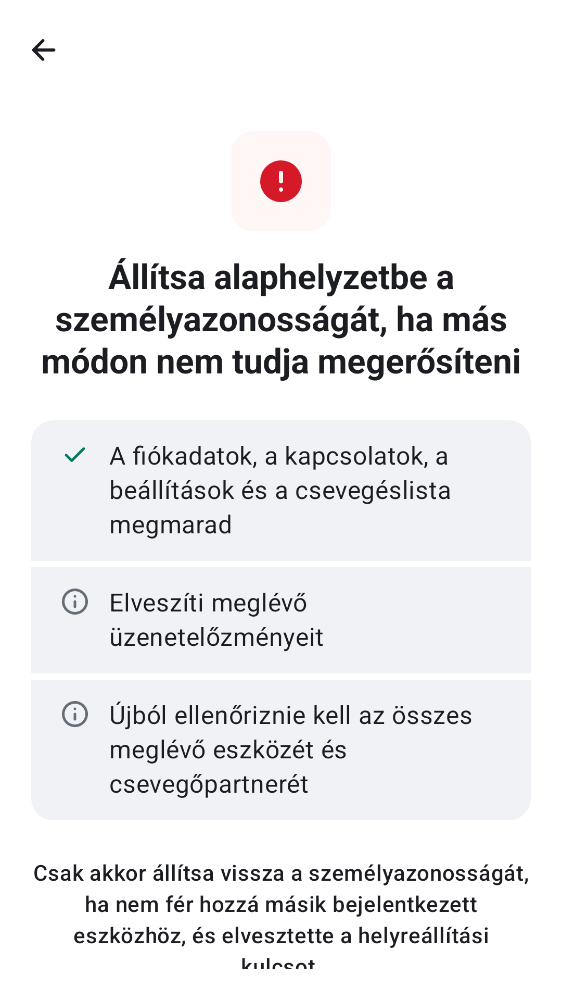 Állítsa alaphelyzetbe a
személyazonosságát, ha más
módon nem tudja megerősíteni
A fiókadatok, a kapcsolatok, a
beállítások és a csevegéslista
megmarad
Elveszíti meglévő
üzenetelőzményeit
Újból ellenőriznie kell az összes
meglévő eszközét és
csevegőpartnerét
Csak akkor állítsa vissza a személyazonosságát,
ha nem fér hozzá másik bejelentkezett
eszközhöz, és elvesztette a helyreállítási
kulcsot.